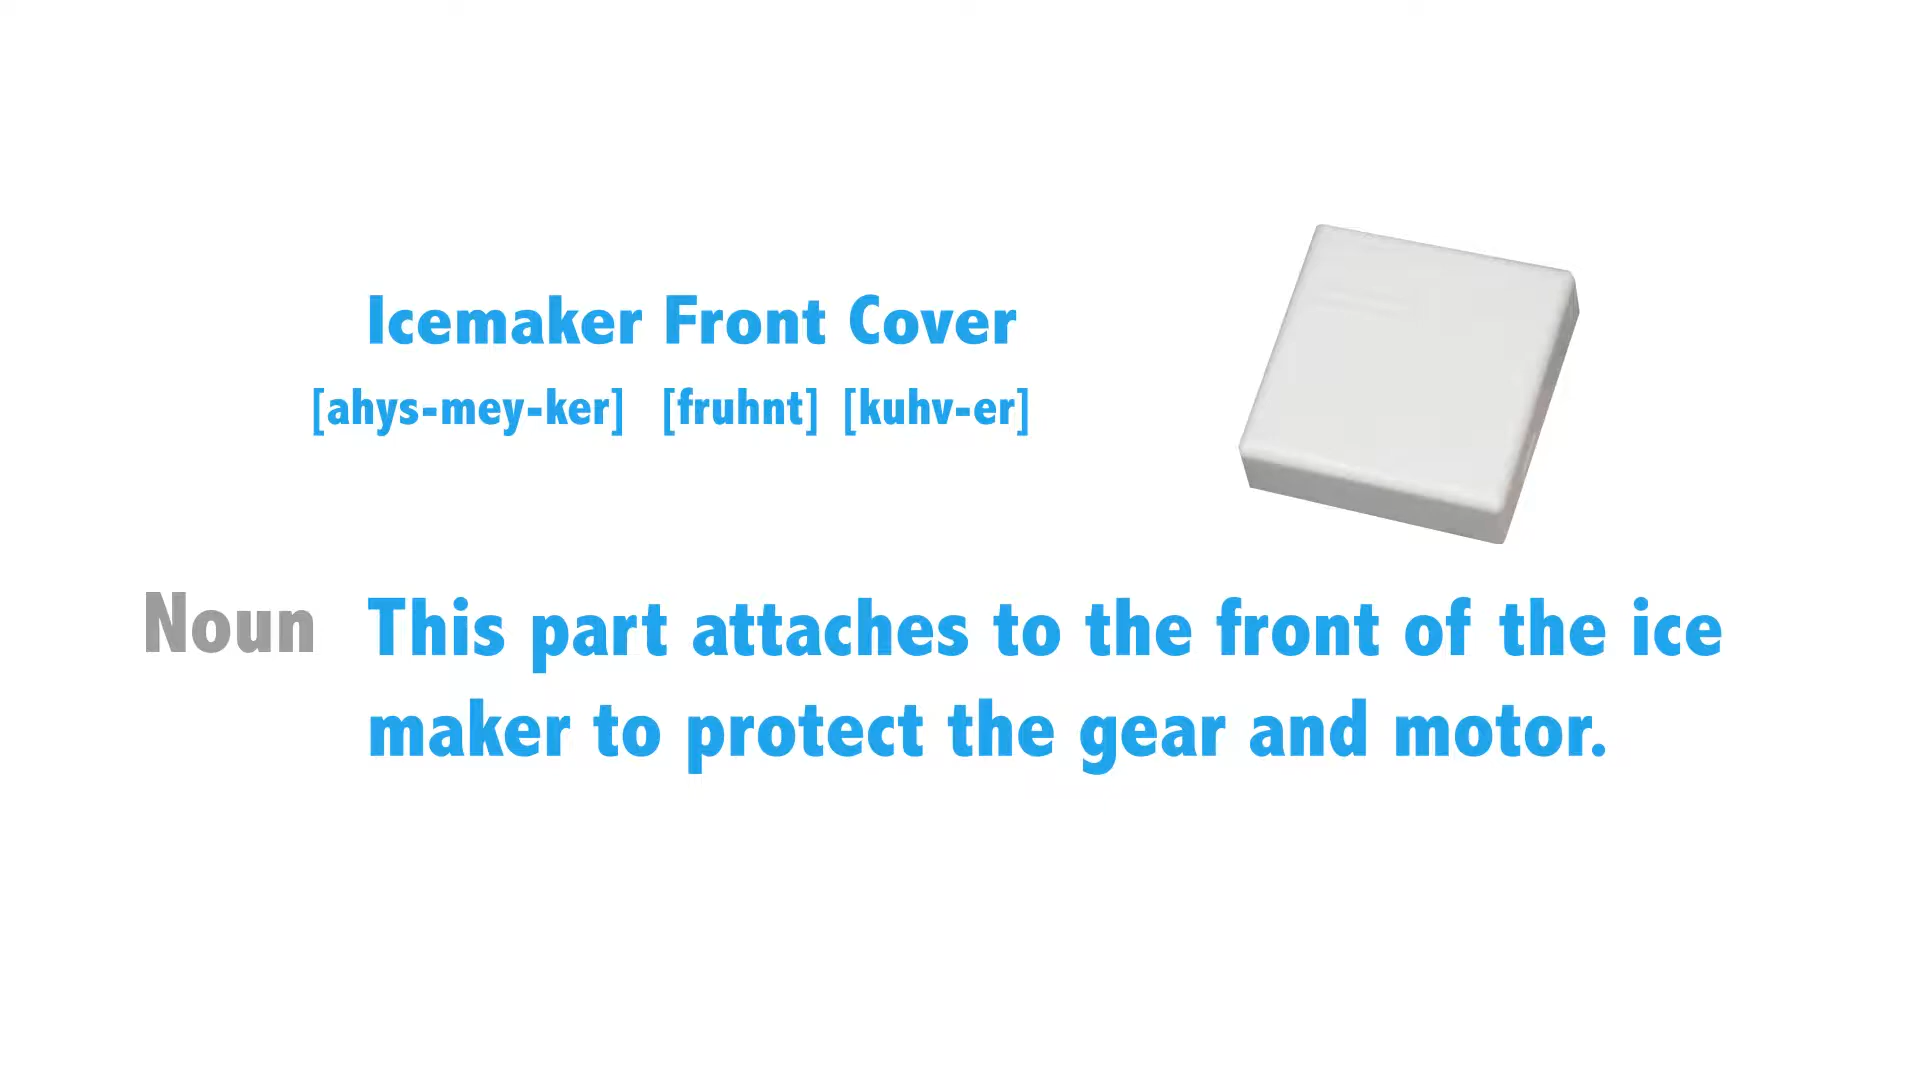 Icemaker Front Cover
[ahys-mey-ker] [fruhnt] [kuhv-er]
Noun This part attaches to the front of the ice
maker to protect the gear and motor.